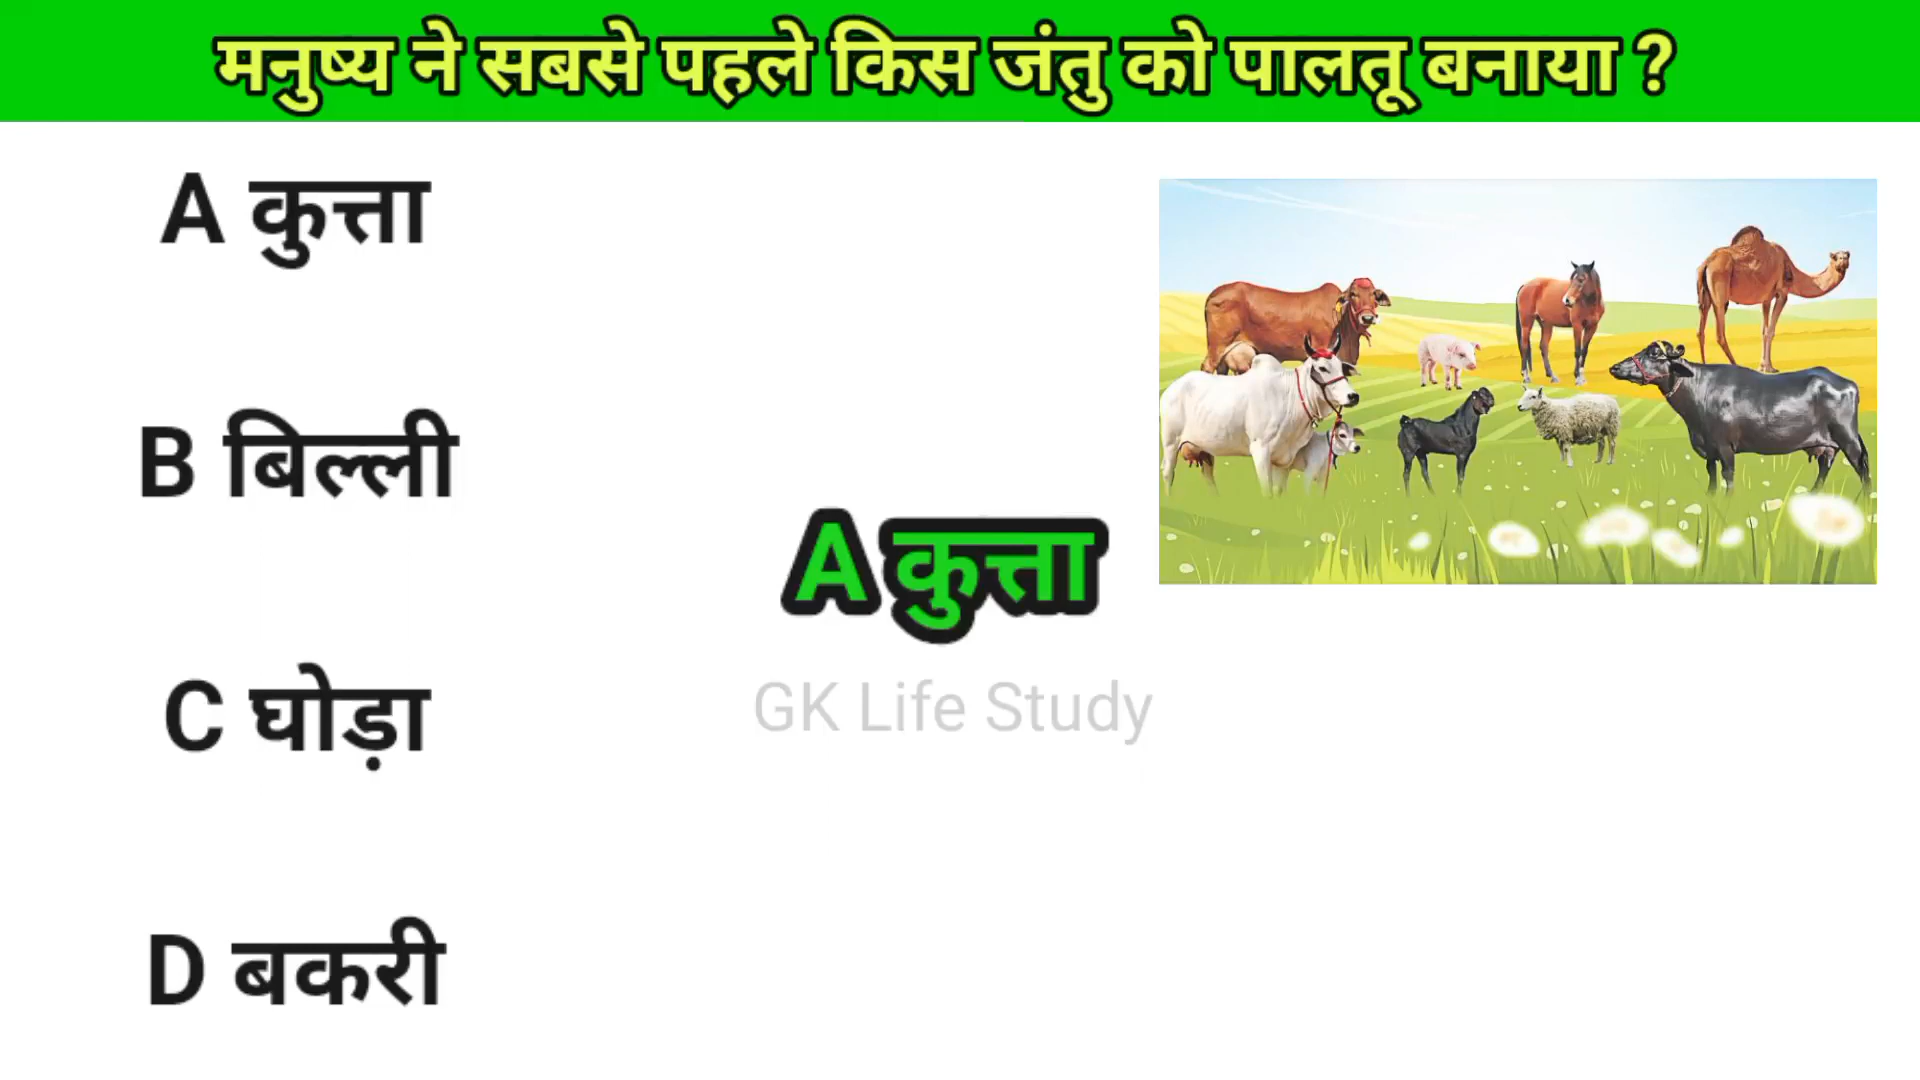 मनुष्य ने सबसे पहले किस जंतु को पालतू बनाया ?
A कुत्ता
B बिल्ली
A कुत्ता
GK Life Study
C घोड़ा
D बकरी